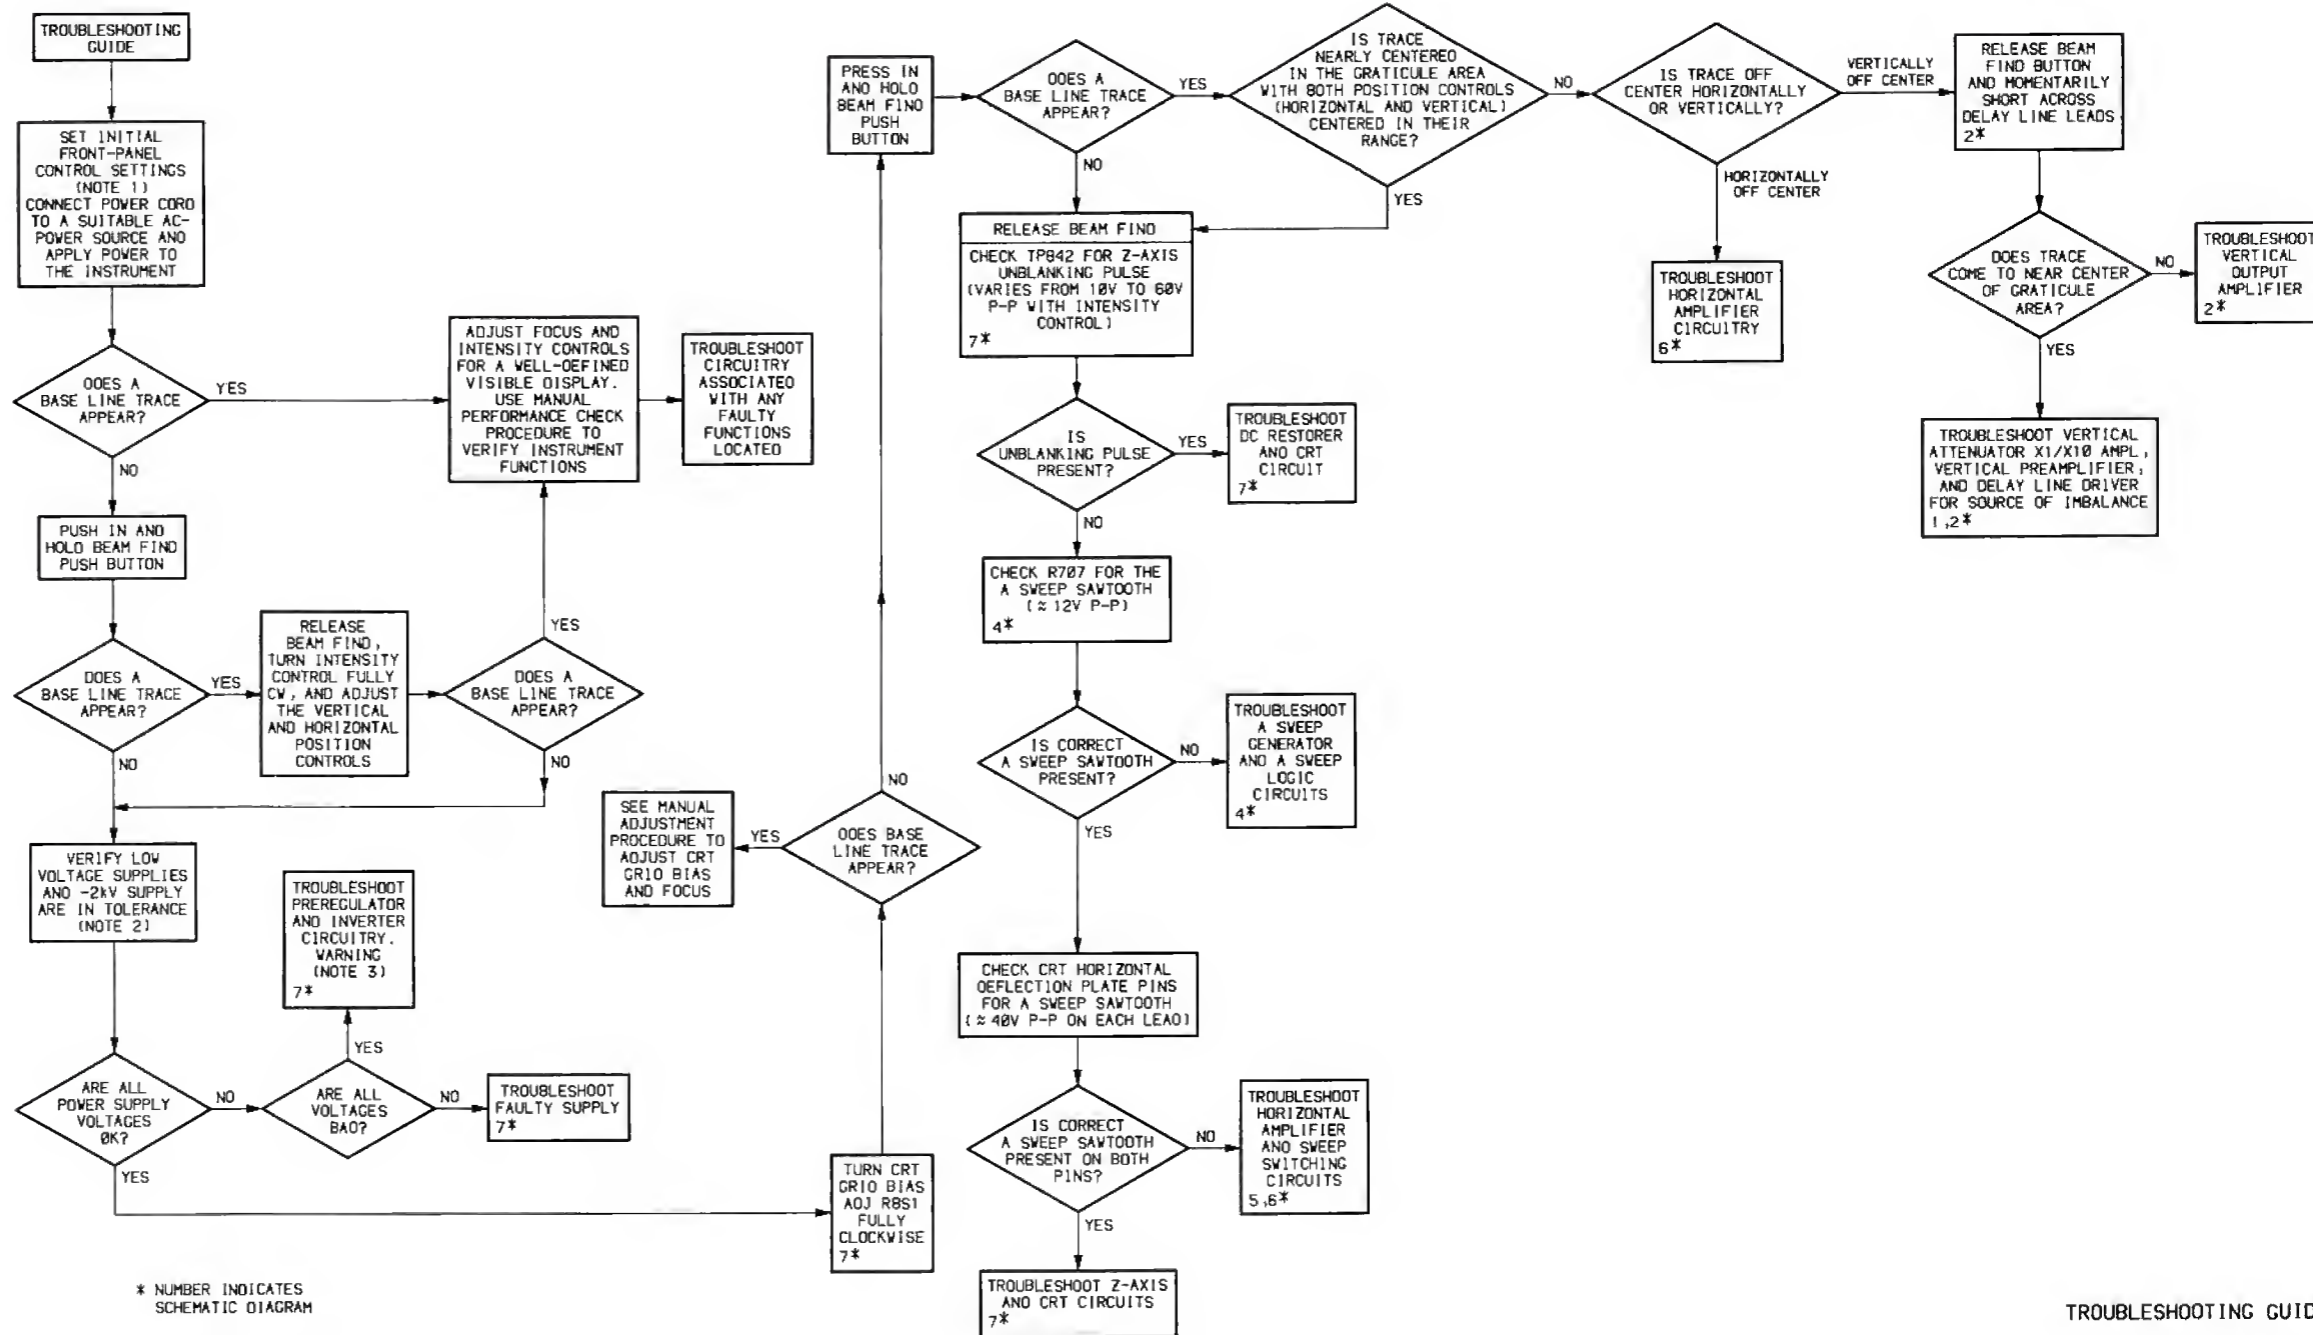 TROUBLESHOOTING
GUIDE
SET INITIAL
FRONT-PANEL
CONTROL SETTINGS
(NOTE 1)
CONNECT POWER CORD
TO A SUITABLE AC-
POWER SOURCE AND
APPLY POWER TO
THE INSTRUMENT
DOES A
BASE LINE TRACE
APPEAR?
YES
NO
ADJUST FOCUS AND
INTENSITY CONTROLS
FOR A WELL-DEFINED
VISIBLE DISPLAY.
USE MANUAL
PERFORMANCE CHECK
PROCEDURE TO
VERIFY INSTRUMENT
FUNCTIONS
TROUBLESHOOT
CIRCUITRY
ASSOCIATED
WITH ANY
FAULTY
FUNCTIONS
LOCATED
PUSH IN AND
HOLD BEAM FIND
PUSH BUTTON
DOES A
BASE LINE TRACE
APPEAR?
YES
NO
RELEASE
BEAM FIND,
TURN INTENSITY
CONTROL FULLY
CW, AND ADJUST
THE VERTICAL
AND HORIZONTAL
POSITION
CONTROLS
DOES A
BASE LINE TRACE
APPEAR?
YES
NO
VERIFY LOW
VOLTAGE SUPPLIES
AND -2kV SUPPLY
ARE IN TOLERANCE
(NOTE 2)
ARE ALL
POWER SUPPLY
VOLTAGES
OK?
NO
YES
ARE ALL
VOLTAGES
BAD?
YES
NO
TROUBLESHOOT
PREREGULATOR
AND INVERTER
CIRCUITRY.
WARNING
(NOTE 3)
7*
TROUBLESHOOT
FAULTY SUPPLY
7*
TURN CRT
GRID BIAS
ADJ R851
FULLY
CLOCKWISE
7*
DOES BASE
LINE TRACE
APPEAR?
YES
NO
SEE MANUAL
ADJUSTMENT
PROCEDURE TO
ADJUST CRT
GRID BIAS
AND FOCUS
PRESS IN
AND HOLD
BEAM FIND
PUSH
BUTTON
DOES A
BASE LINE TRACE
APPEAR?
YES
NO
IS TRACE
NEARLY CENTERED
IN THE GRATICULE AREA
WITH BOTH POSITION CONTROLS
(HORIZONTAL AND VERTICAL)
CENTERED IN THEIR
RANGE?
NO
YES
IS TRACE OFF
CENTER HORIZONTALLY
OR VERTICALLY?
VERTICALLY
OFF CENTER
HORIZONTALLY
OFF CENTER
TROUBLESHOOT
HORIZONTAL
AMPLIFIER
CIRCUITRY
6*
RELEASE BEAM
FIND BUTTON
AND MOMENTARILY
SHORT ACROSS
DELAY LINE LEADS
2*
DOES TRACE
COME TO NEAR CENTER
OF GRATICULE
AREA?
NO
YES
TROUBLESHOOT
VERTICAL
OUTPUT
AMPLIFIER
2*
TROUBLESHOOT VERTICAL
ATTENUATOR X1/X10 AMPL,
VERTICAL PREAMPLIFIER,
AND DELAY LINE DRIVER
FOR SOURCE OF IMBALANCE
1,2*
RELEASE BEAM FIND
CHECK TP842 FOR Z-AXIS
UNBLANKING PULSE
(VARIES FROM 10V TO 60V
P-P WITH INTENSITY
CONTROL)
7*
IS
UNBLANKING PULSE
PRESENT?
YES
NO
TROUBLESHOOT
DC RESTORER
AND CRT
CIRCUIT
7*
CHECK R707 FOR THE
A SWEEP SAWTOOTH
(≈ 12V P-P)
4*
IS CORRECT
A SWEEP SAWTOOTH
PRESENT?
NO
YES
TROUBLESHOOT
A SWEEP
GENERATOR
AND A SWEEP
LOGIC
CIRCUITS
4*
CHECK CRT HORIZONTAL
DEFLECTION PLATE PINS
FOR A SWEEP SAWTOOTH
(≈ 40V P-P ON EACH LEAD)
IS CORRECT
A SWEEP SAWTOOTH
PRESENT ON BOTH
PINS?
NO
YES
TROUBLESHOOT
HORIZONTAL
AMPLIFIER
AND SWEEP
SWITCHING
CIRCUITS
5,6*
TROUBLESHOOT Z-AXIS
AND CRT CIRCUITS
7*
* NUMBER INDICATES
SCHEMATIC DIAGRAM
TROUBLESHOOTING GUID